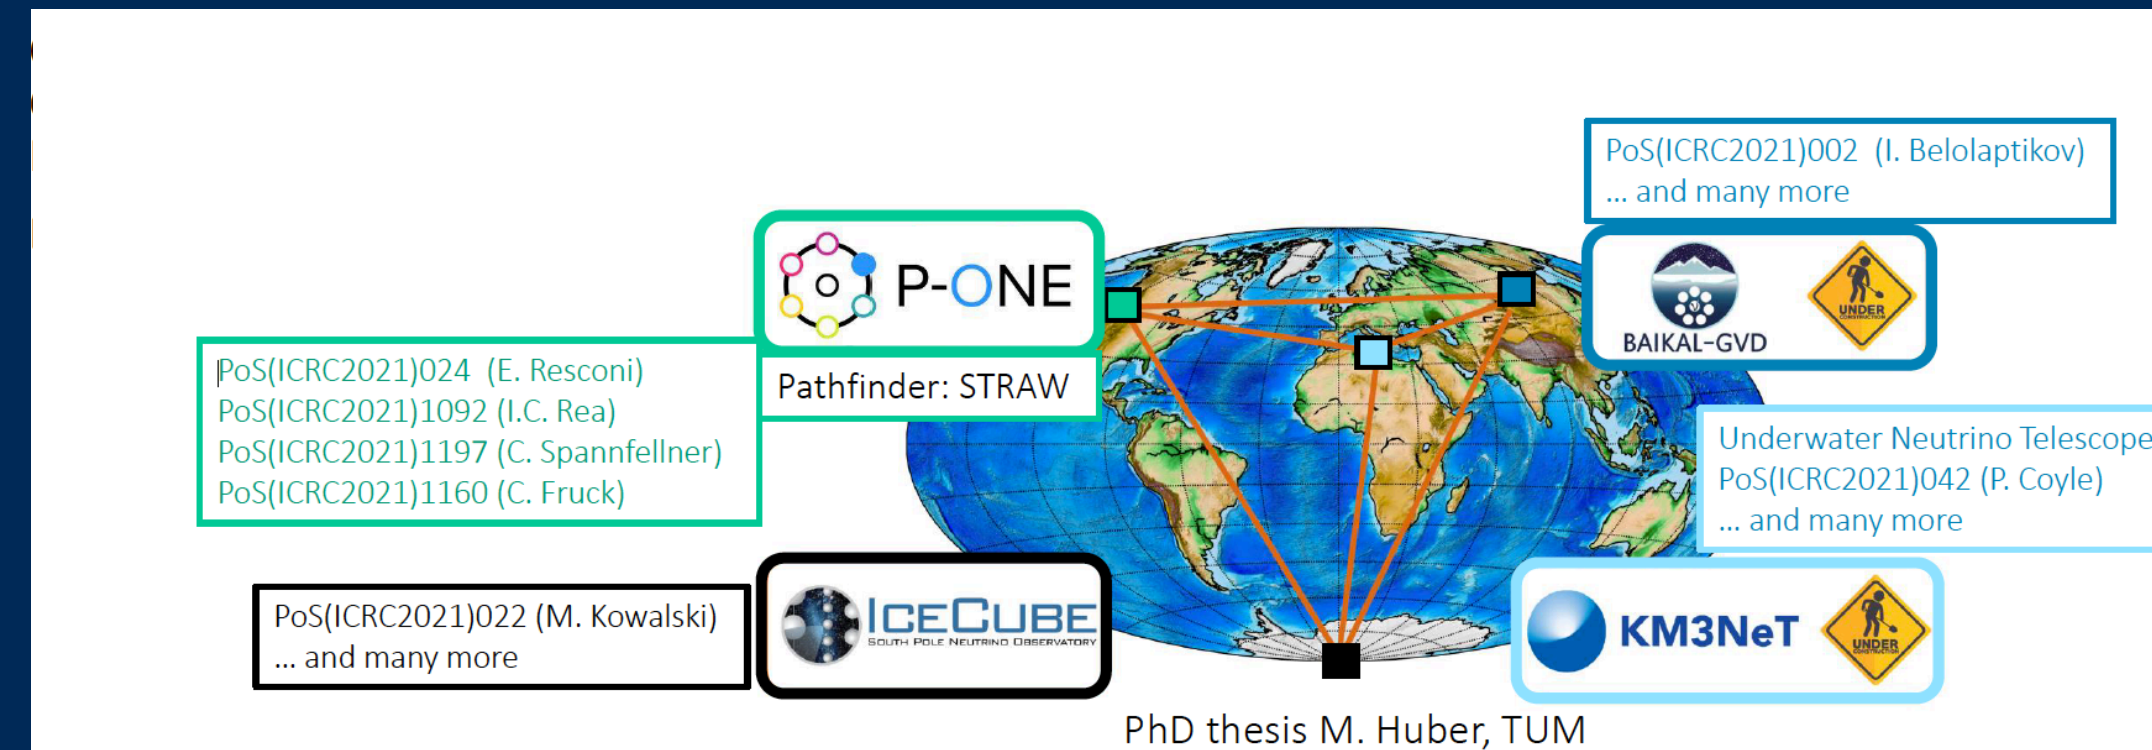 PoS(ICRC2021)002 (I. Belolaptikov)
... and many more
P-ONE
BAIKAL-GVD
UNDER
CONSTRUCTION
Pathfinder: STRAW
PoS(ICRC2021)024 (E. Resconi)
PoS(ICRC2021)1092 (I.C. Rea)
PoS(ICRC2021)1197 (C. Spannfellner)
PoS(ICRC2021)1160 (C. Fruck)
Underwater Neutrino Telescope
PoS(ICRC2021)042 (P. Coyle)
... and many more
PoS(ICRC2021)022 (M. Kowalski)
... and many more
ICECUBE
SOUTH POLE NEUTRINO OBSERVATORY
KM3NeT
UNDER
CONSTRUCTION
PhD thesis M. Huber, TUM